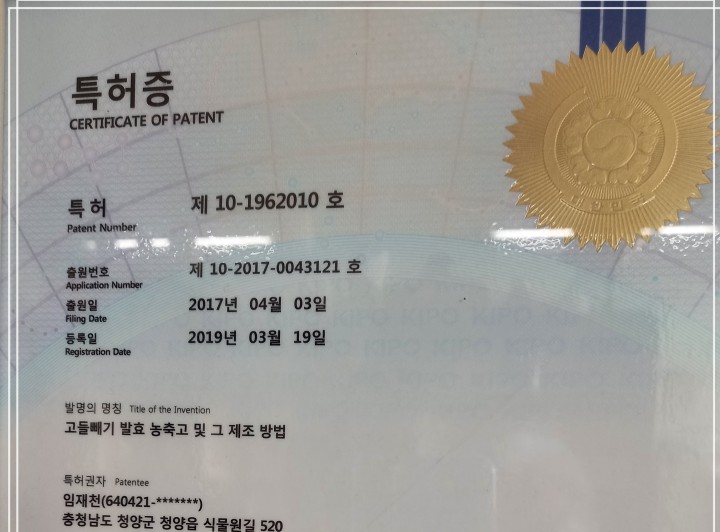 특허증
CERTIFICATE OF PATENT
특 허 제 10-1962010 호
Patent Number
출원번호 제 10-2017-0043121 호
Application Number
출원일 2017년 04월 03일
Filing Date
등록일 2019년 03월 19일
Registration Date
발명의 명칭 Title of the Invention
고들빼기 발효 농축고 및 그 제조 방법
특허권자 Patentee
임재천(640421-*******)
충청남도 청양군 청양읍 식물원길 520